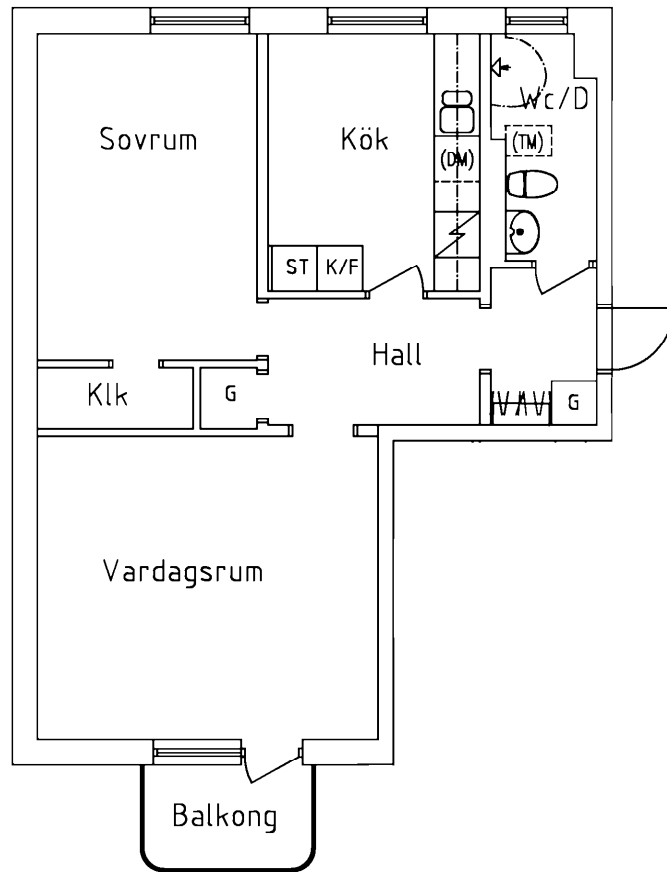 Wc/D
Sovrum
Kök
(DM)
(TM)
ST
K/F
Hall
Klk
G
G
Vardagsrum
Balkong